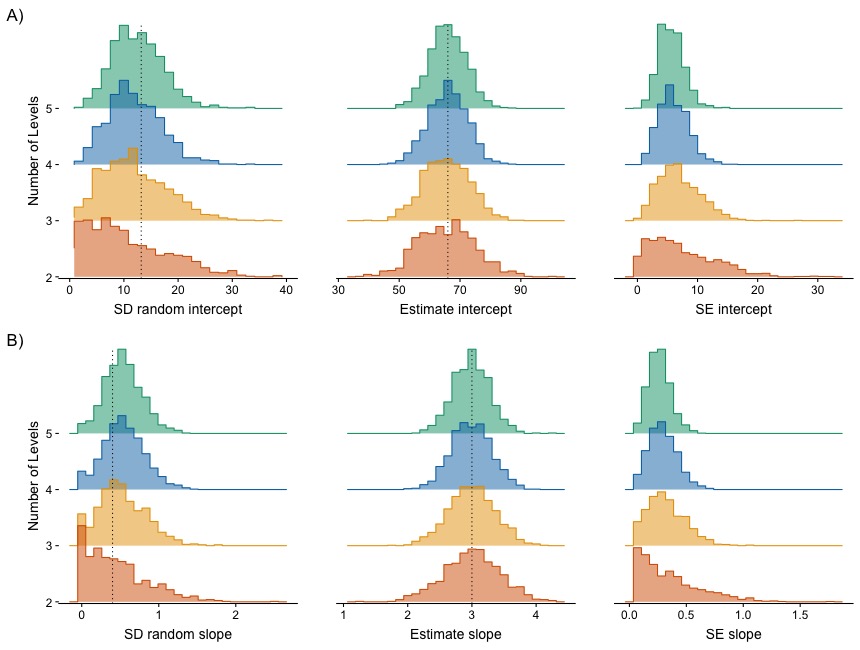 A)
Number of Levels
5
4
3
2
0 10 20 30 40
SD random intercept
30 50 70 90
Estimate intercept
0 10 20 30
SE intercept
B)
Number of Levels
5
4
3
2
0 1 2
SD random slope
1 2 3 4
Estimate slope
0.0 0.5 1.0 1.5
SE slope